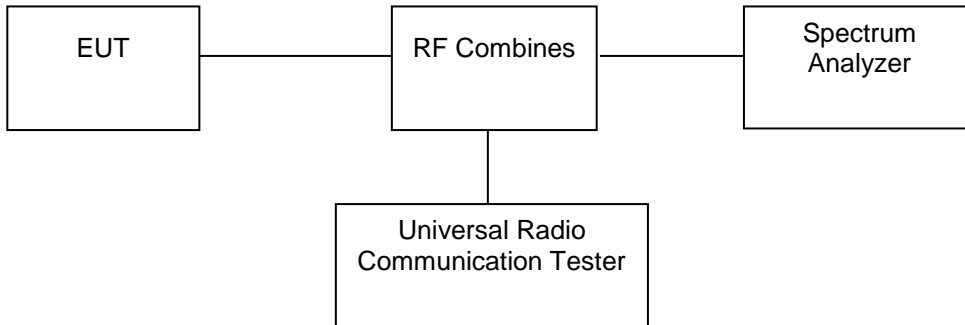 EUT
RF Combines
Spectrum
Analyzer
Universal Radio
Communication Tester